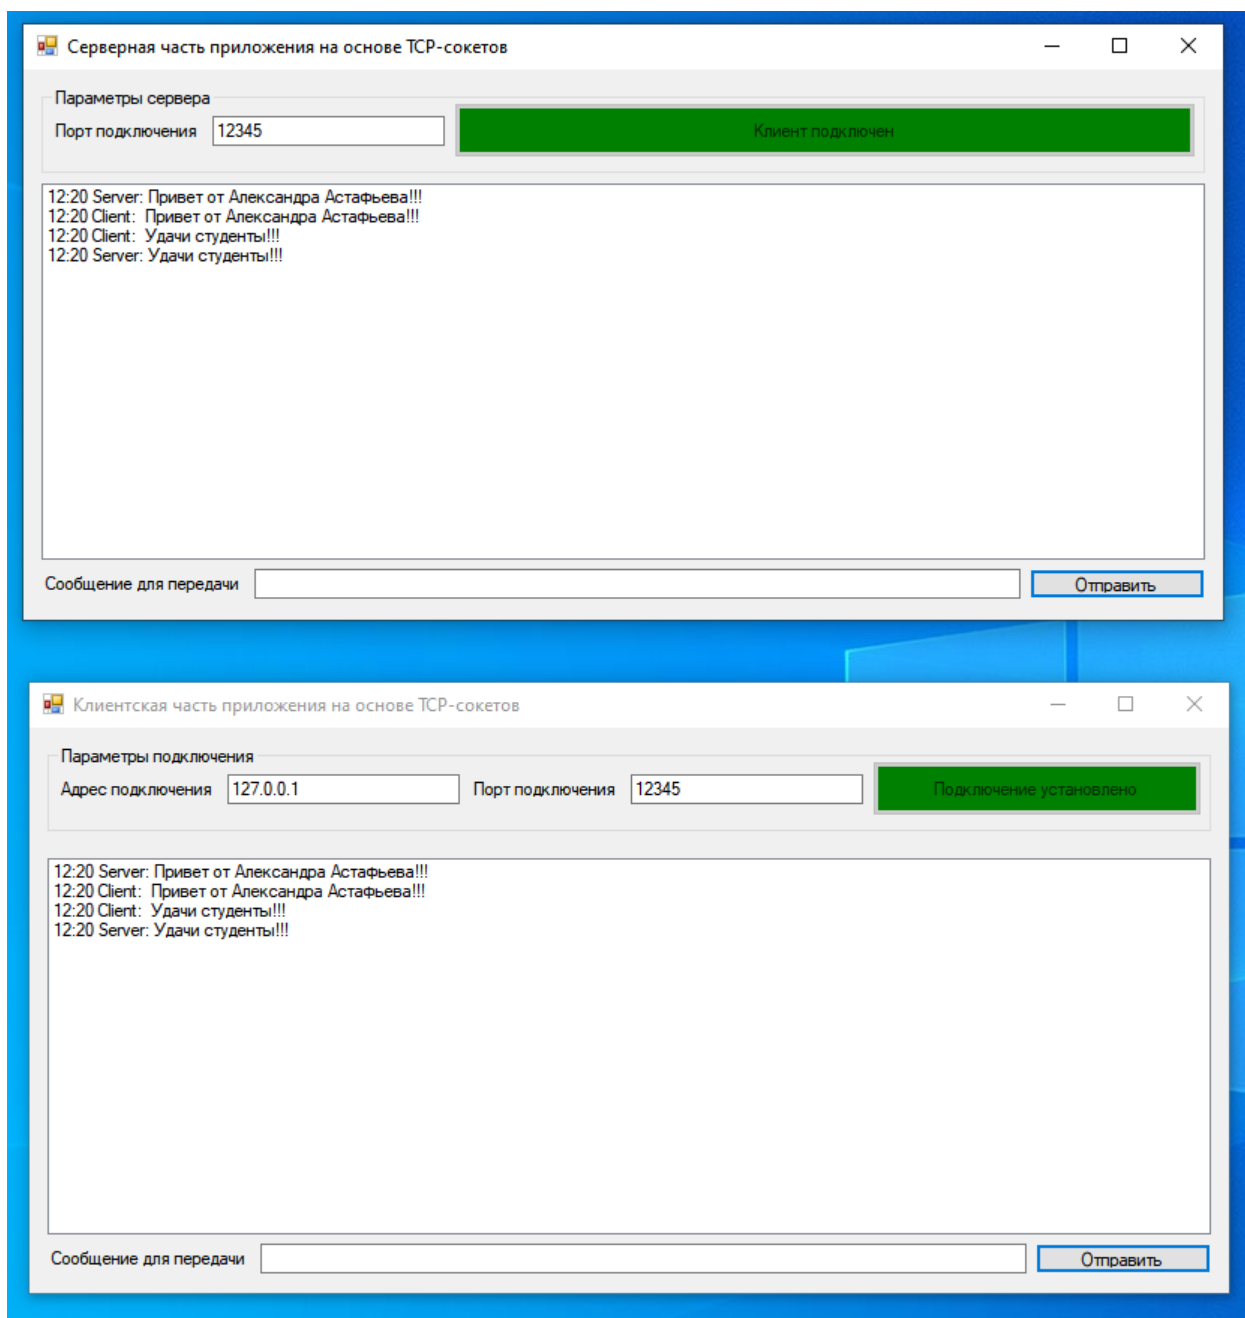 Серверная часть приложения на основе TCP-сокетов
Параметры сервера
Порт подключения 12345 Клиент подключен
12:20 Server: Привет от Александра Астафьева!!!
12:20 Client:  Привет от Александра Астафьева!!!
12:20 Client:  Удачи студенты!!!
12:20 Server: Удачи студенты!!!
Сообщение для передачи Отправить
Клиентская часть приложения на основе TCP-сокетов
Параметры подключения
Адрес подключения 127.0.0.1 Порт подключения 12345 Подключение установлено
12:20 Server: Привет от Александра Астафьева!!!
12:20 Client:  Привет от Александра Астафьева!!!
12:20 Client:  Удачи студенты!!!
12:20 Server: Удачи студенты!!!
Сообщение для передачи Отправить